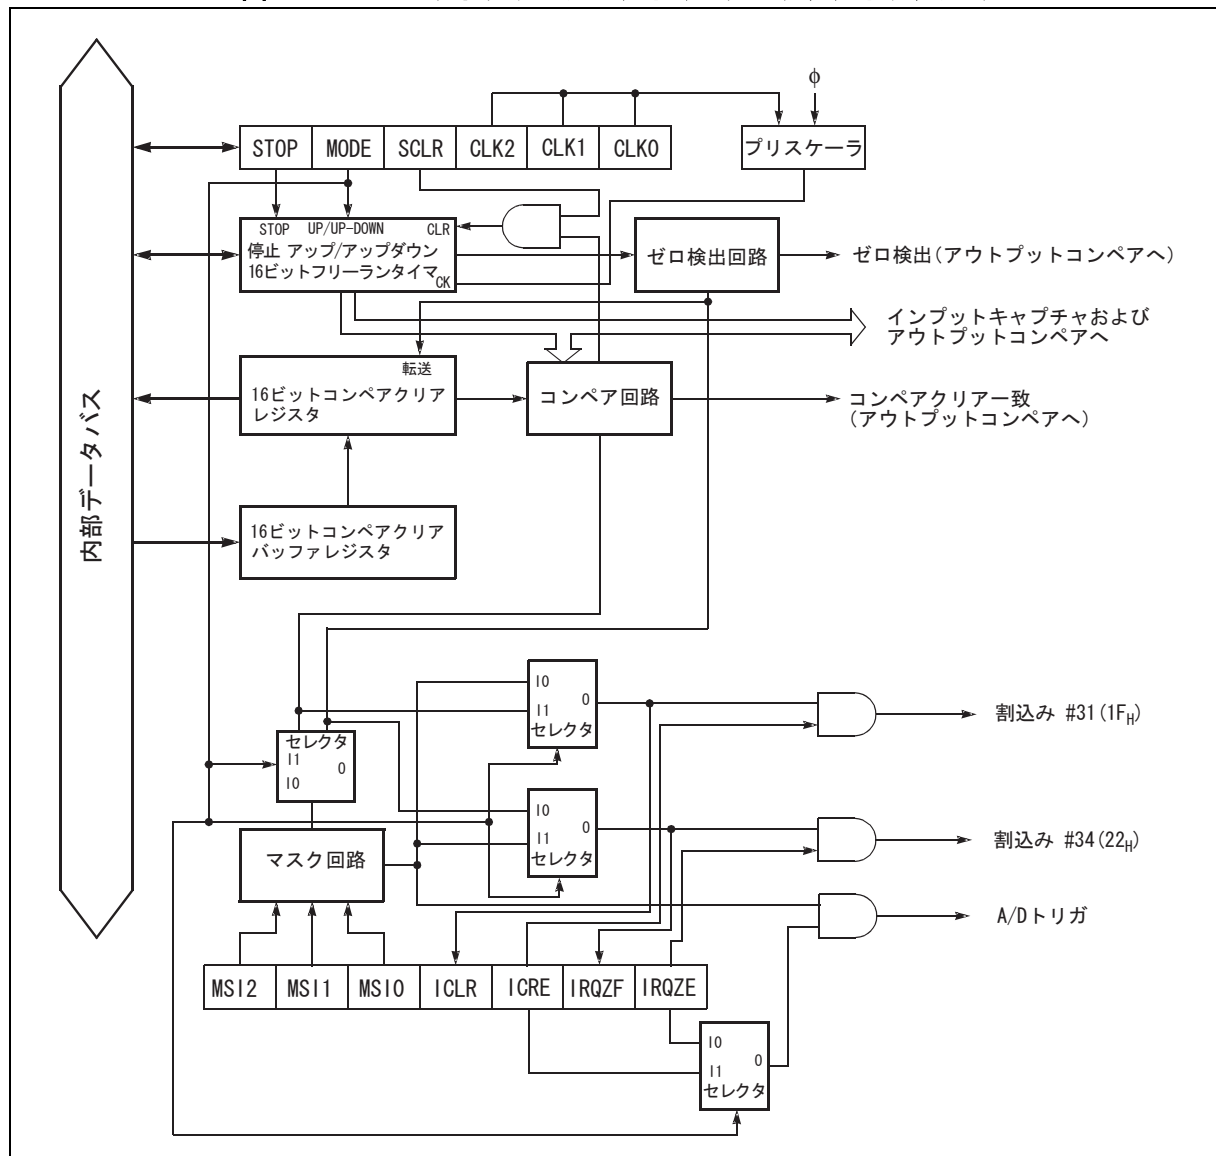 φ
STOP MODE SCLR CLK2 CLK1 CLK0
プリスケーラ
STOP UP/UP-DOWN CLR
停止 アップ/アップダウン
16ビットフリーランタイマ
CK
ゼロ検出回路
ゼロ検出(アウトプットコンペアへ)
インプットキャプチャおよび
アウトプットコンペアへ
転送
16ビットコンペアクリア
レジスタ
コンペア回路
コンペアクリア一致
(アウトプットコンペアへ)
内部データバス
16ビットコンペアクリア
バッファレジスタ
I0
O
I1
セレクタ
割込み #31(1FH)
セレクタ
I1
O
I0
I0
O
I1
セレクタ
割込み #34(22H)
マスク回路
A/Dトリガ
MSI2 MSI1 MSI0 ICLR ICRE IRQZF IRQZE
I0
O
I1
セレクタ